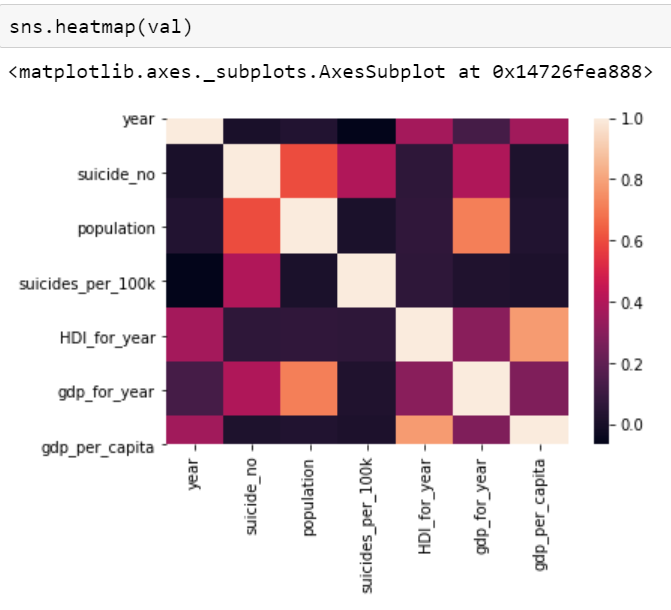 sns.heatmap(val)
<matplotlib.axes._subplots.AxesSubplot at 0x14726fea888>
year
suicide_no
population
suicides_per_100k
HDI_for_year
gdp_for_year
gdp_per_capita
year
suicide_no
population
suicides_per_100k
HDI_for_year
gdp_for_year
gdp_per_capita
1.0
0.8
0.6
0.4
0.2
0.0